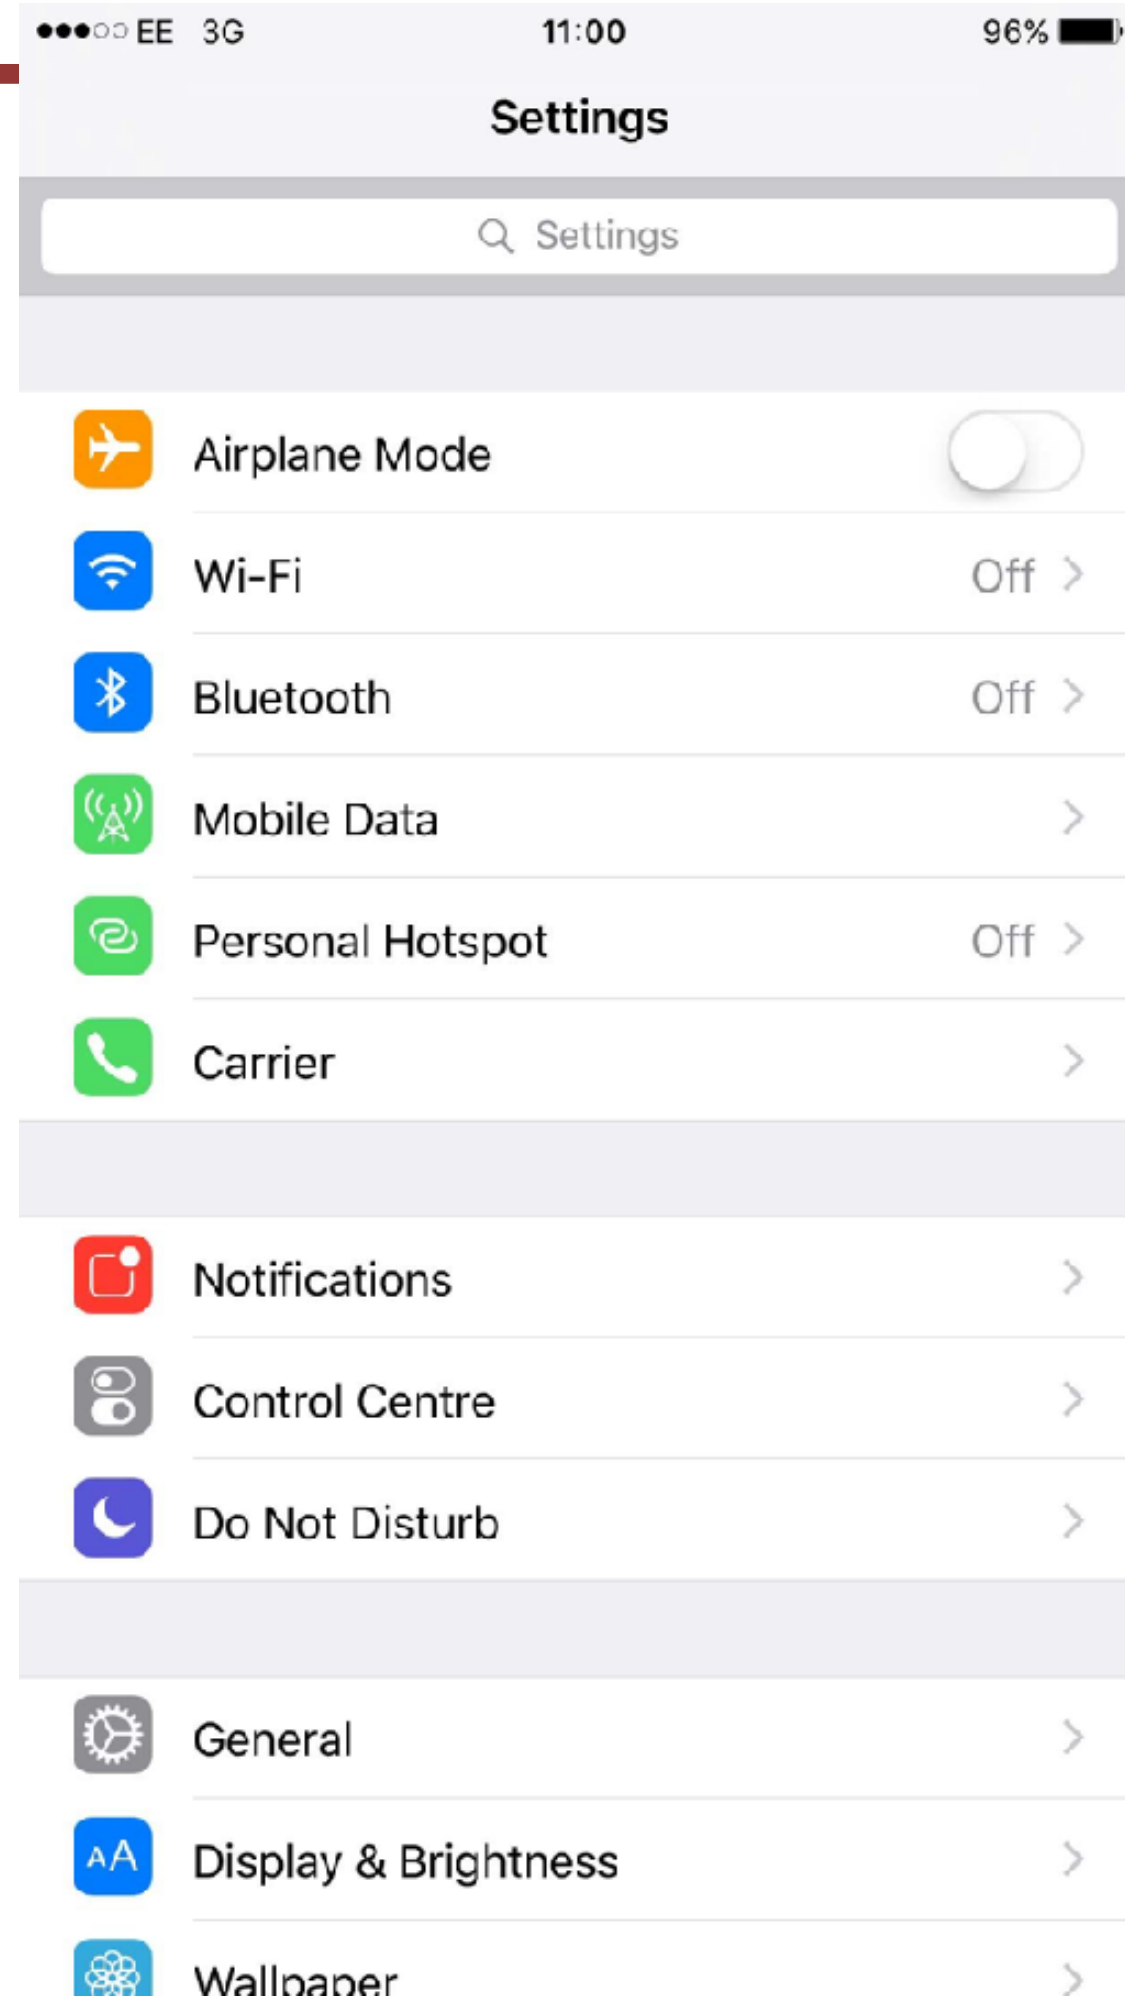 EE 3G 11:00 96%
Settings
Settings
Airplane Mode
Wi-Fi Off
Bluetooth Off
Mobile Data
Personal Hotspot Off
Carrier
Notifications
Control Centre
Do Not Disturb
General
AA Display & Brightness
Wallpaper